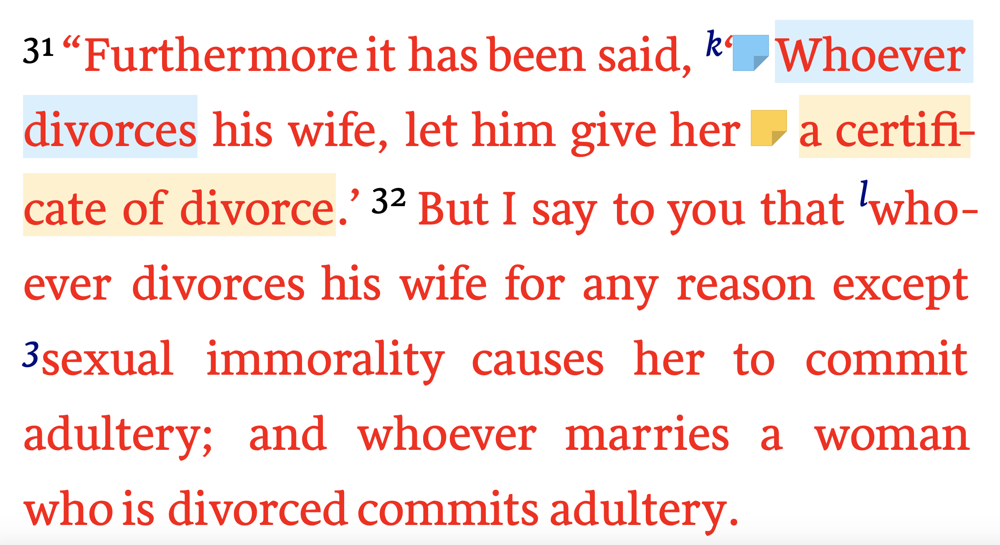 31 “Furthermore it has been said, k‘Whoever
divorces his wife, let him give her a certifi-
cate of divorce.’ 32 But I say to you that lwho-
ever divorces his wife for any reason except
3sexual immorality causes her to commit
adultery; and whoever marries a woman
who is divorced commits adultery.